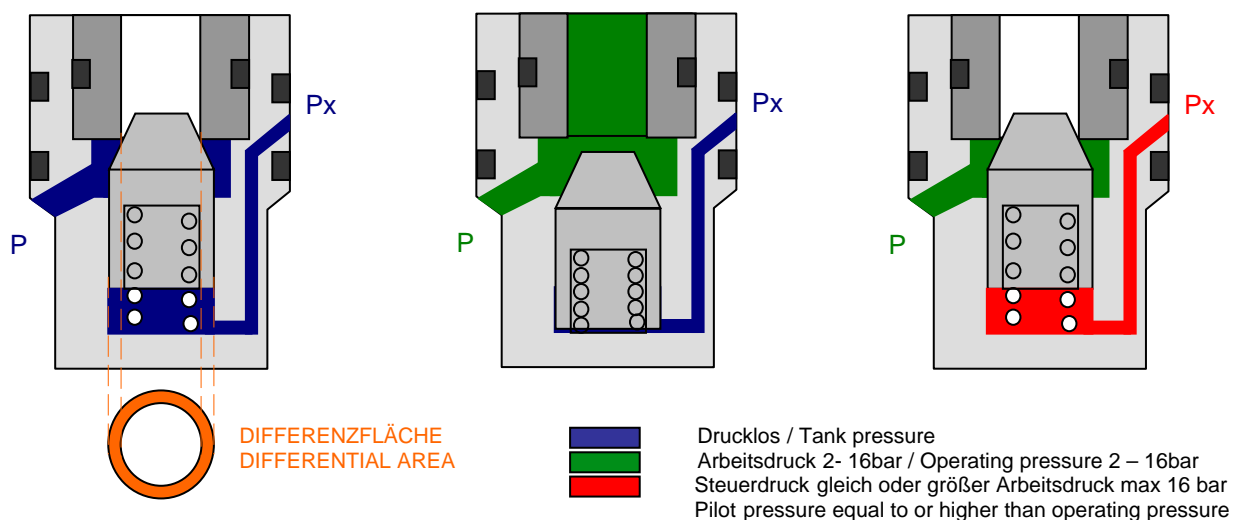 Px
Px
Px
P
P
P
DIFFERENZFLÄCHE
DIFFERENTIAL AREA
Drucklos / Tank pressure
Arbeitsdruck 2- 16bar / Operating pressure 2 – 16bar
Steuerdruck gleich oder größer Arbeitsdruck max 16 bar
Pilot pressure equal to or higher than operating pressure